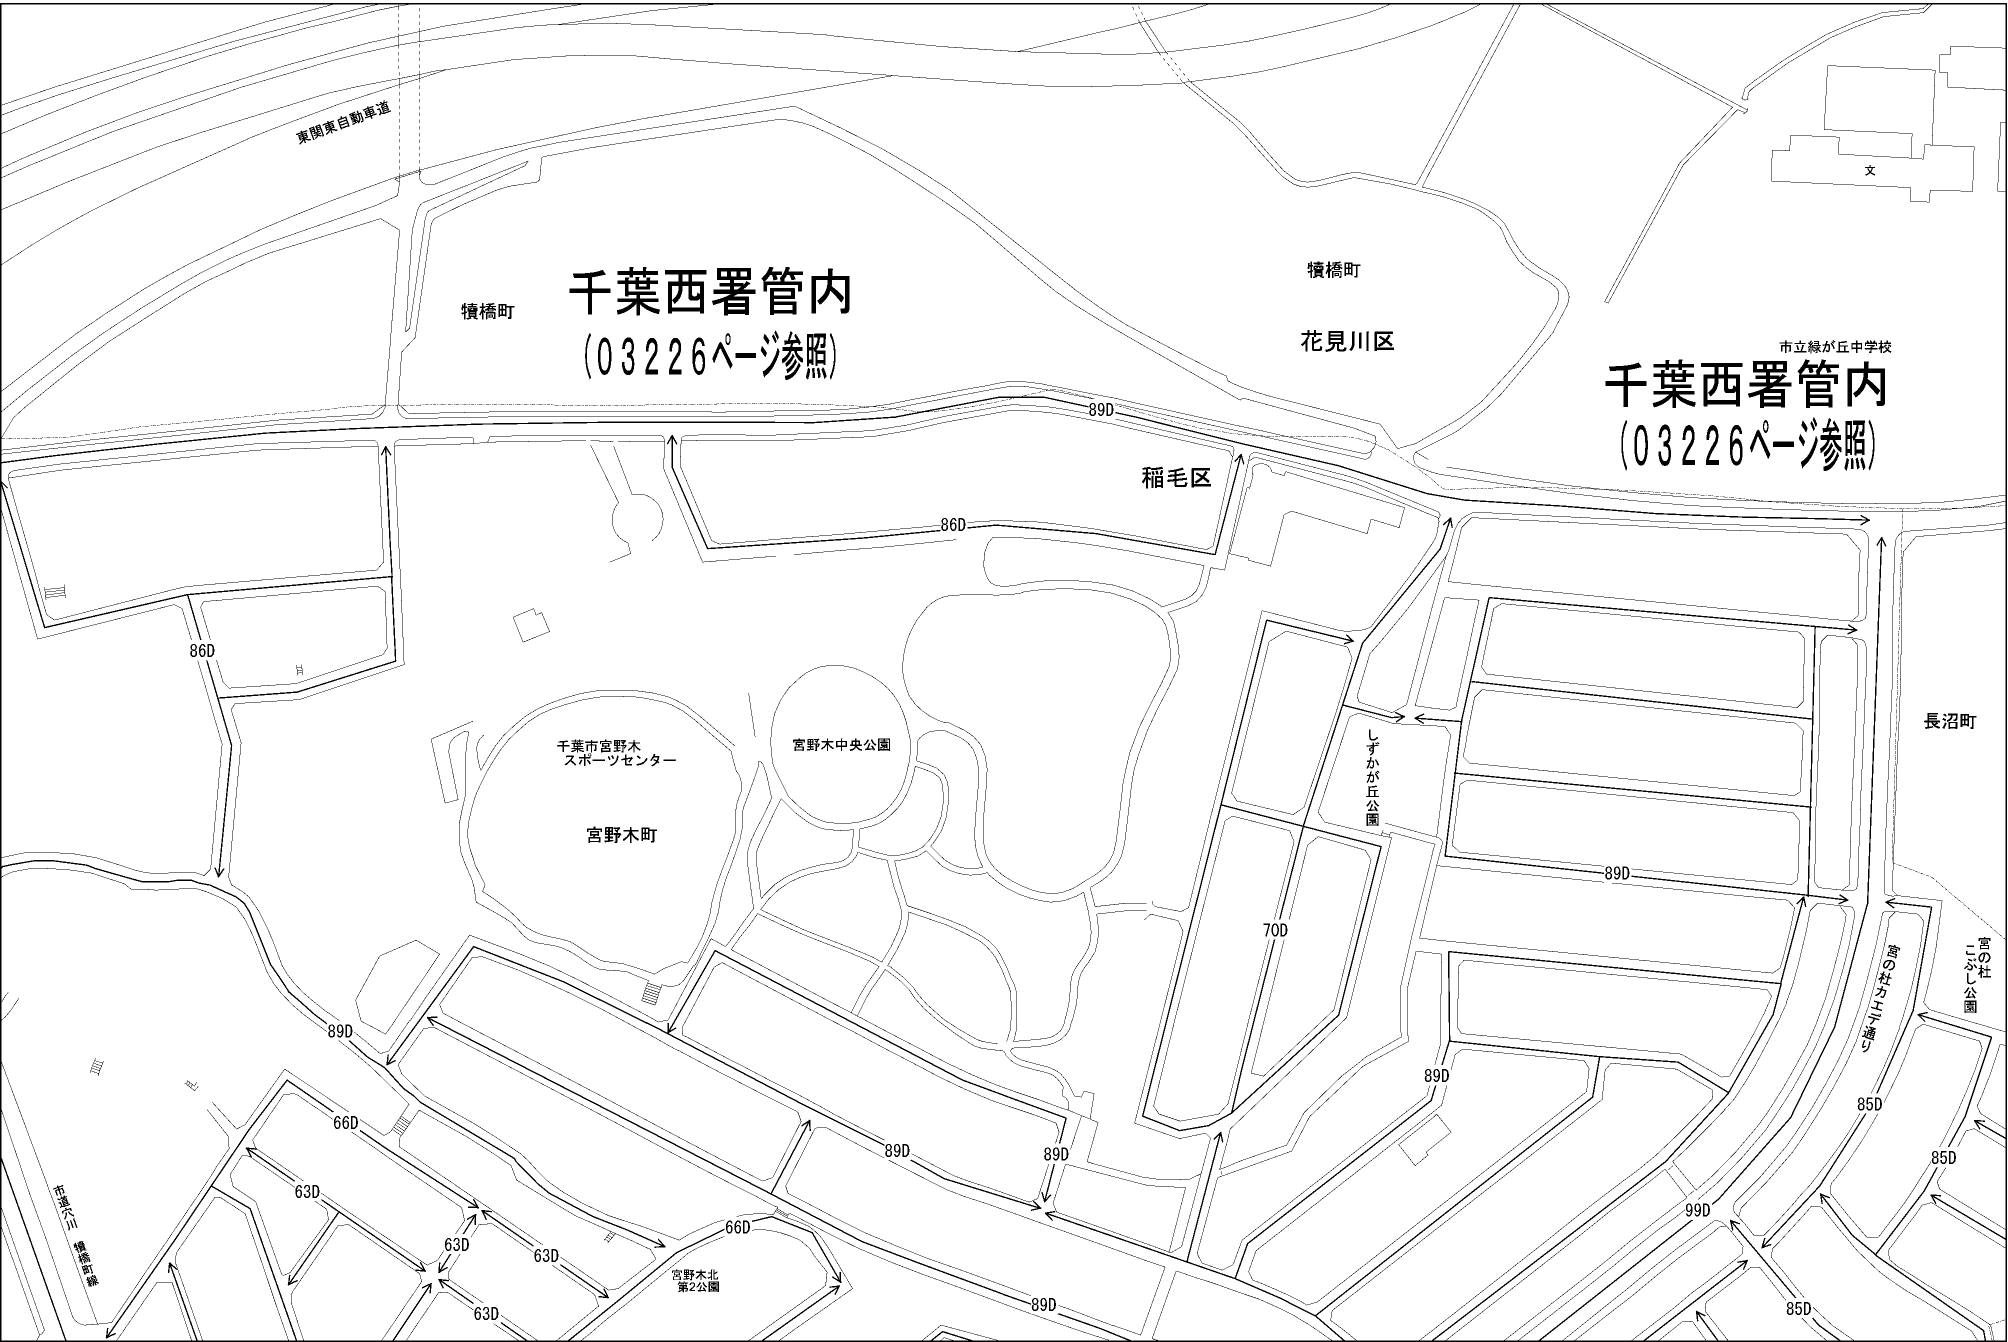 東関東自動車道
文
犢橋町
千葉西署管内
(03226ページ参照)
犢橋町
花見川区
市立緑が丘中学校
千葉西署管内
(03226ページ参照)
89D
稲毛区
86D
86D
長沼町
千葉市宮野木
スポーツセンター
宮野木中央公園
しずかが丘公園
宮野木町
89D
70D
宮の杜
こぶし公園
宮の杜カエデ通り
89D
89D
85D
66D
89D
89D
85D
63D
市道穴川 犢橋町線
99D
66D
63D
63D
宮野木北
第2公園
89D
85D
63D